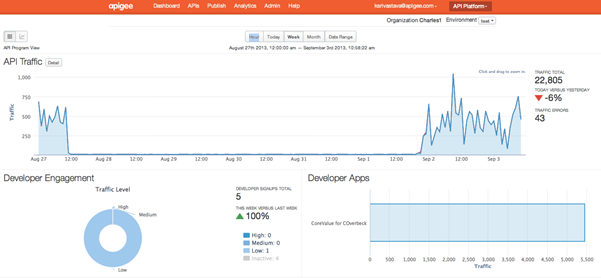 apigee Dashboard APIs Publish Analytics Admin Help kerivastava@apigee.com API Platform
Organization Charles1 Environment test
Hour Today Week Month Date Range
API Program View August 27th 2013, 12:00:00 am — September 3rd 2013, 10:58:22 am
API Traffic Detail
Click and drag to zoom in.
TRAFFIC TOTAL
22,805
TODAY VERSUS YESTERDAY
-6%
TRAFFIC ERRORS
43
Traffic
1,000
750
500
250
0
Aug 27 12:00 Aug 28 12:00 Aug 29 12:00 Aug 30 12:00 Aug 31 12:00 Sep 1 12:00 Sep 2 12:00 Sep 3
Developer Engagement
Traffic Level
High
Medium
Low
DEVELOPER SIGNUPS TOTAL
5
THIS WEEK VERSUS LAST WEEK
100%
High: 0
Medium: 0
Low: 1
Inactive: 4
Developer Apps
CoreValue for COverbeck
0 500 1,000 1,500 2,000 2,500 3,000 3,500 4,000 4,500 5,000 5,500
Traffic